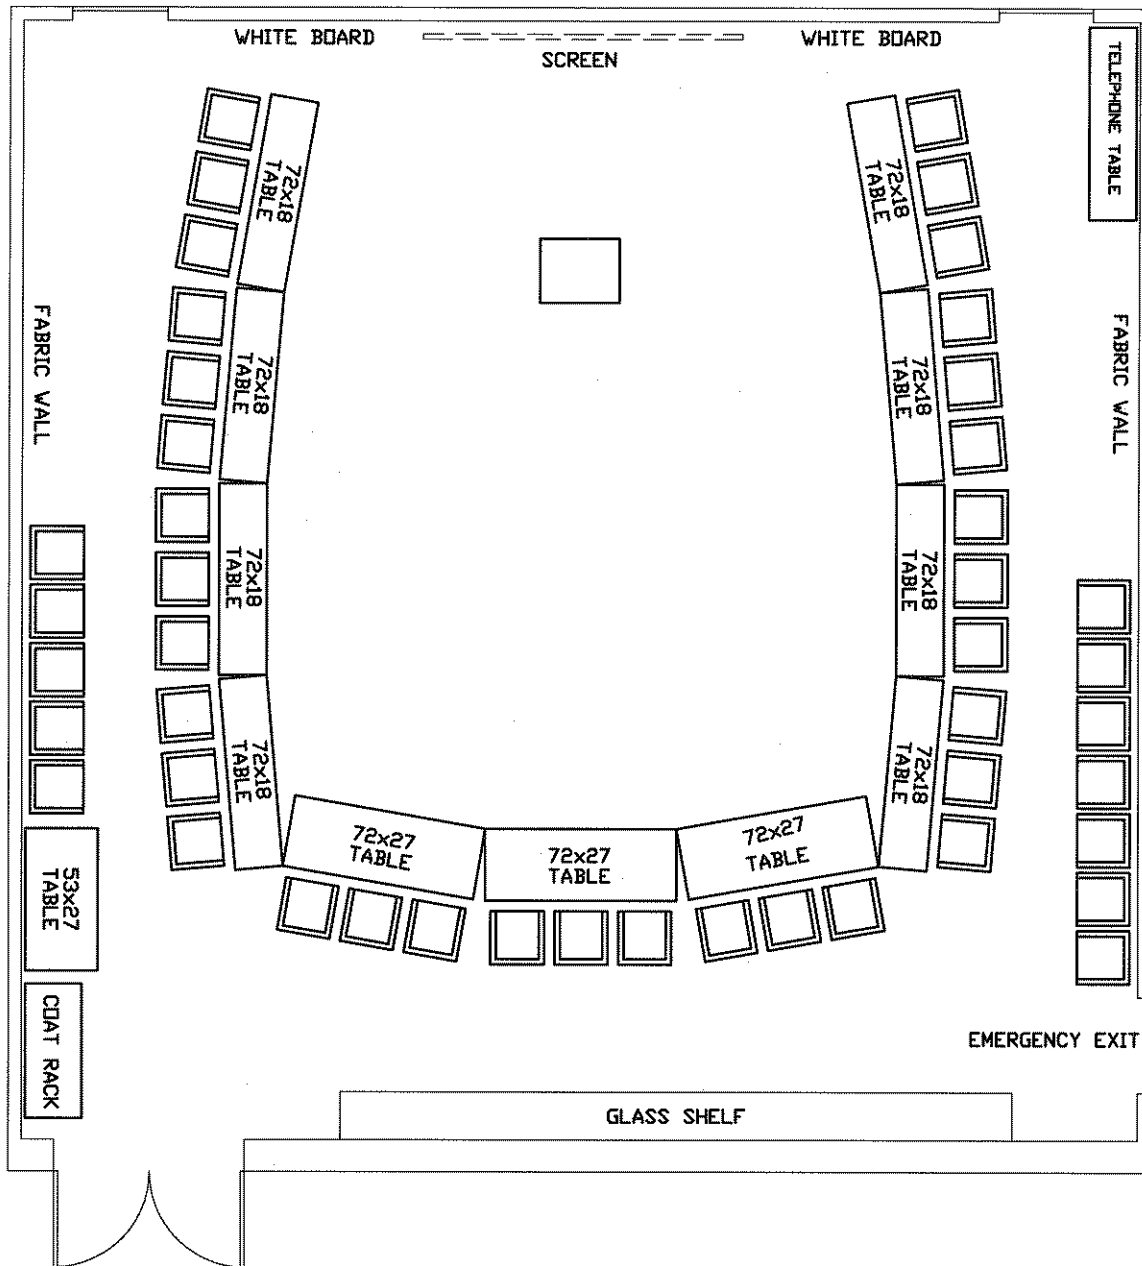 WHITE BOARD
SCREEN
WHITE BOARD
TELEPHONE TABLE
72x18
TABLE
72x18
TABLE
FABRIC WALL
72x18
TABLE
72x18
TABLE
FABRIC WALL
72x18
TABLE
72x18
TABLE
72x18
TABLE
72x18
TABLE
72x27
TABLE
72x27
TABLE
72x27
TABLE
53x27
TABLE
COAT RACK
EMERGENCY EXIT
GLASS SHELF